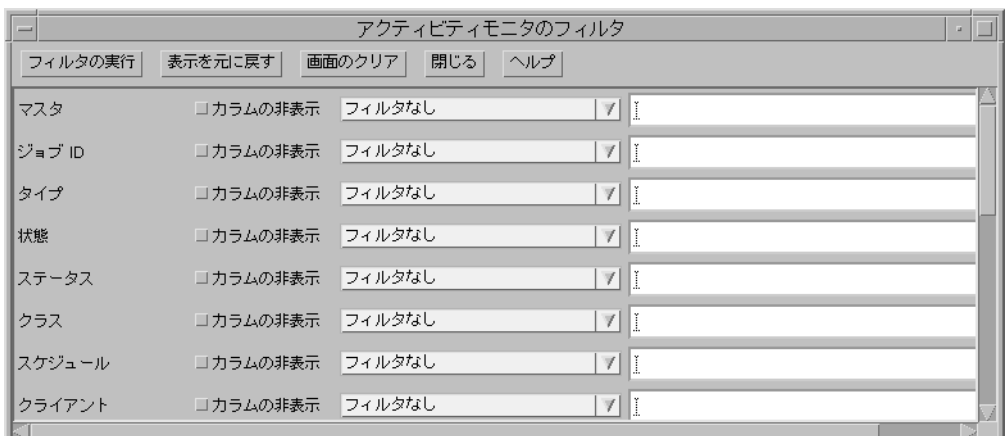 アクティビティモニタのフィルタ
フィルタの実行 表示を元に戻す 画面のクリア 閉じる ヘルプ
マスタ カラムの非表示 フィルタなし
ジョブ ID カラムの非表示 フィルタなし
タイプ カラムの非表示 フィルタなし
状態 カラムの非表示 フィルタなし
ステータス カラムの非表示 フィルタなし
クラス カラムの非表示 フィルタなし
スケジュール カラムの非表示 フィルタなし
クライアント カラムの非表示 フィルタなし